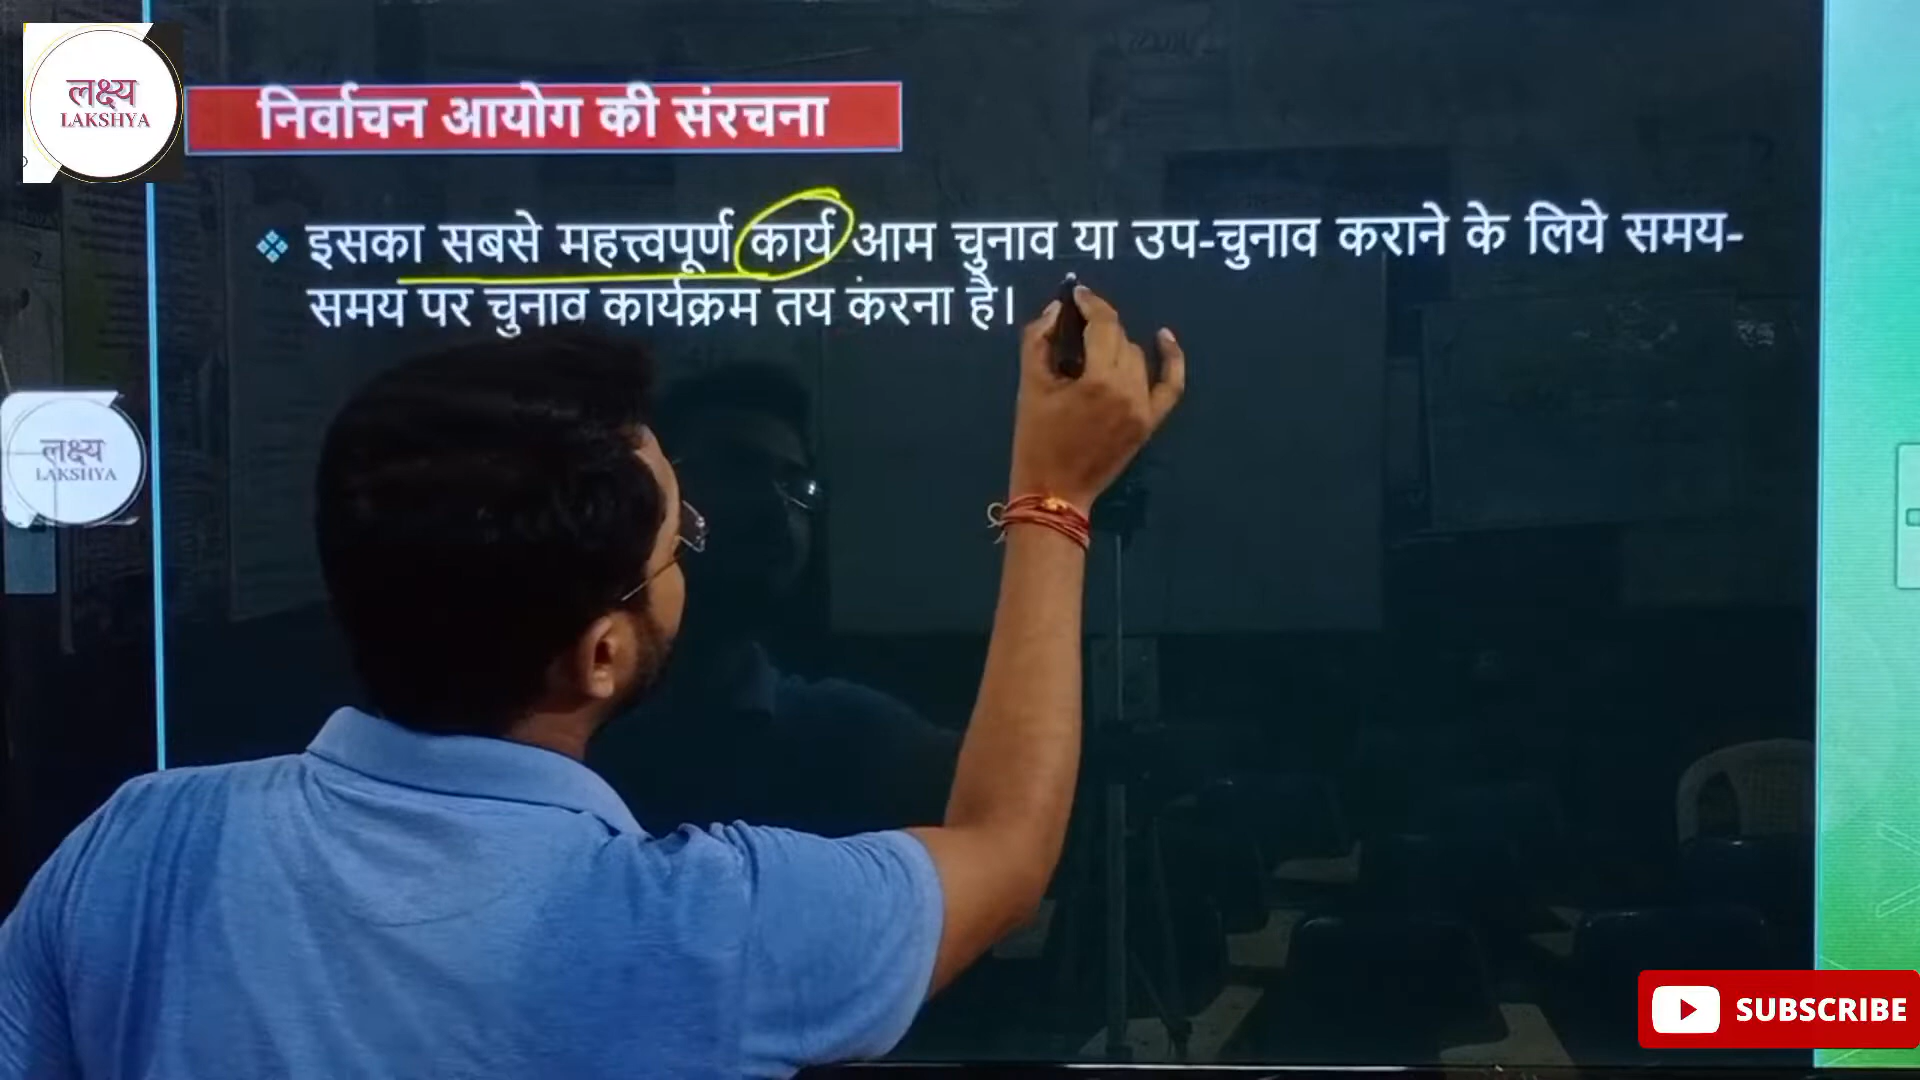 लक्ष्य
LAKSHYA
निर्वाचन आयोग की संरचना
इसका सबसे महत्त्वपूर्ण कार्य आम चुनाव या उप-चुनाव कराने के लिये समय-
समय पर चुनाव कार्यक्रम तय करना है।
लक्ष्य
LAKSHYA
SUBSCRIBE